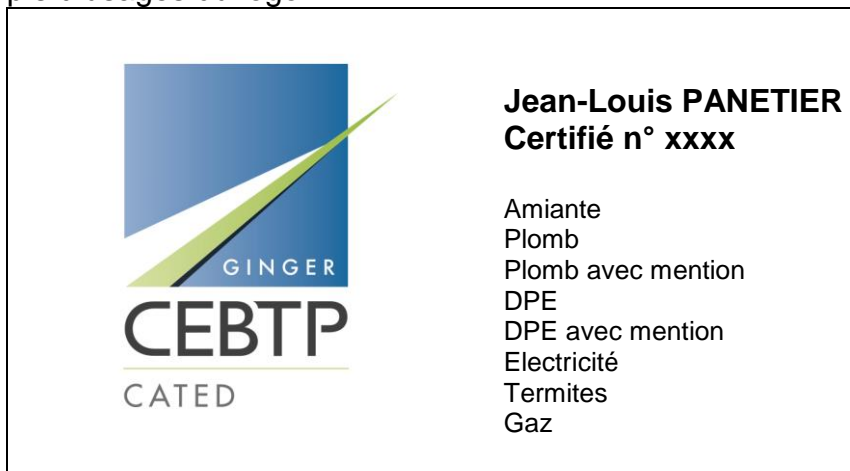 GINGER
CEBTP
CATED
Jean-Louis PANETIER
Certifié n° xxxx
Amiante
Plomb
Plomb avec mention
DPE
DPE avec mention
Electricité
Termites
Gaz